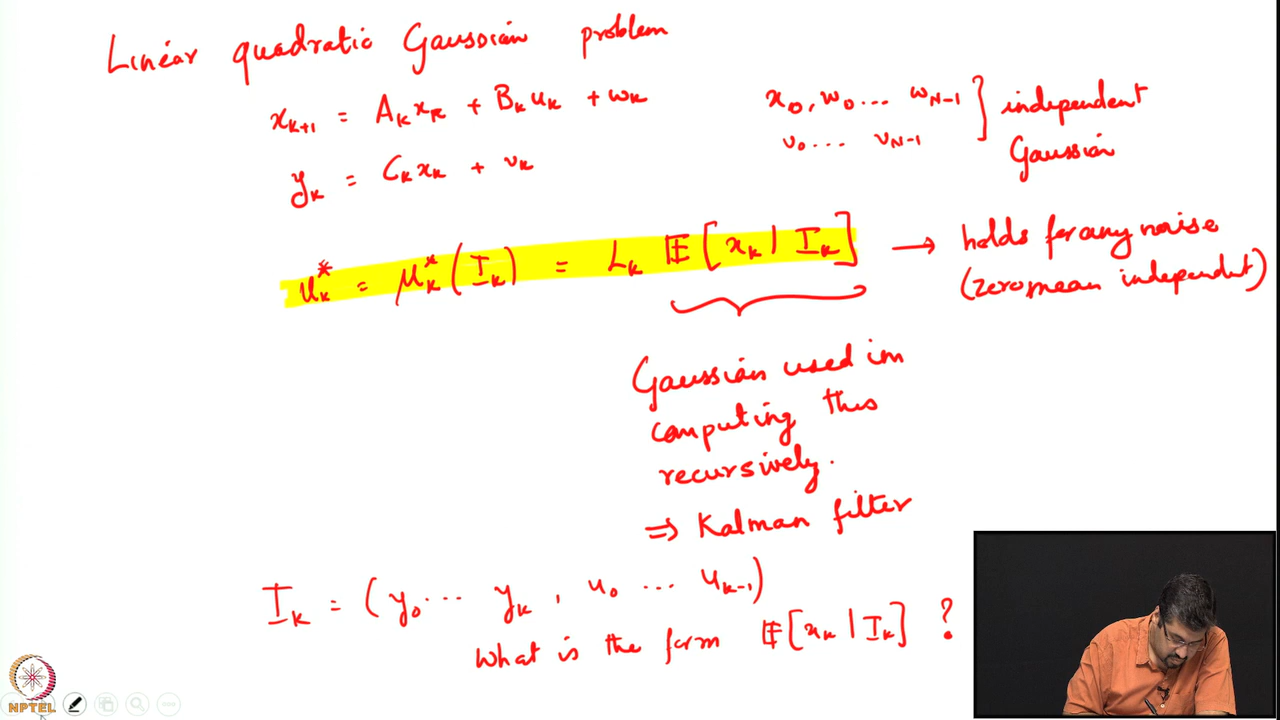 Linear quadratic Gaussian problem
x_{k+1} = A_k x_k + B_k u_k + w_k
x_0, w_0 ... w_{N-1}
v_0 ... v_{N-1}
] independent Gaussian
y_k = C_k x_k + v_k
u_k^* = μ_k^*(I_k) = L_k 𝔼[x_k | I_k] → holds for any noise
(zero mean independent)
Gaussian used in
computing this
recursively.
⇒ Kalman filter
I_k = (y_0 ... y_k, u_0 ... u_{k-1})
What is the form 𝔼[x_k | I_k] ?
NPTEL